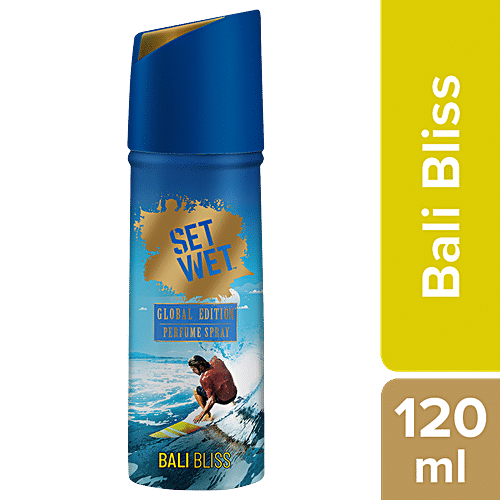 SET
WET
GLOBAL EDITION
PERFUME SPRAY
BALI BLISS
Bali Bliss
120
ml